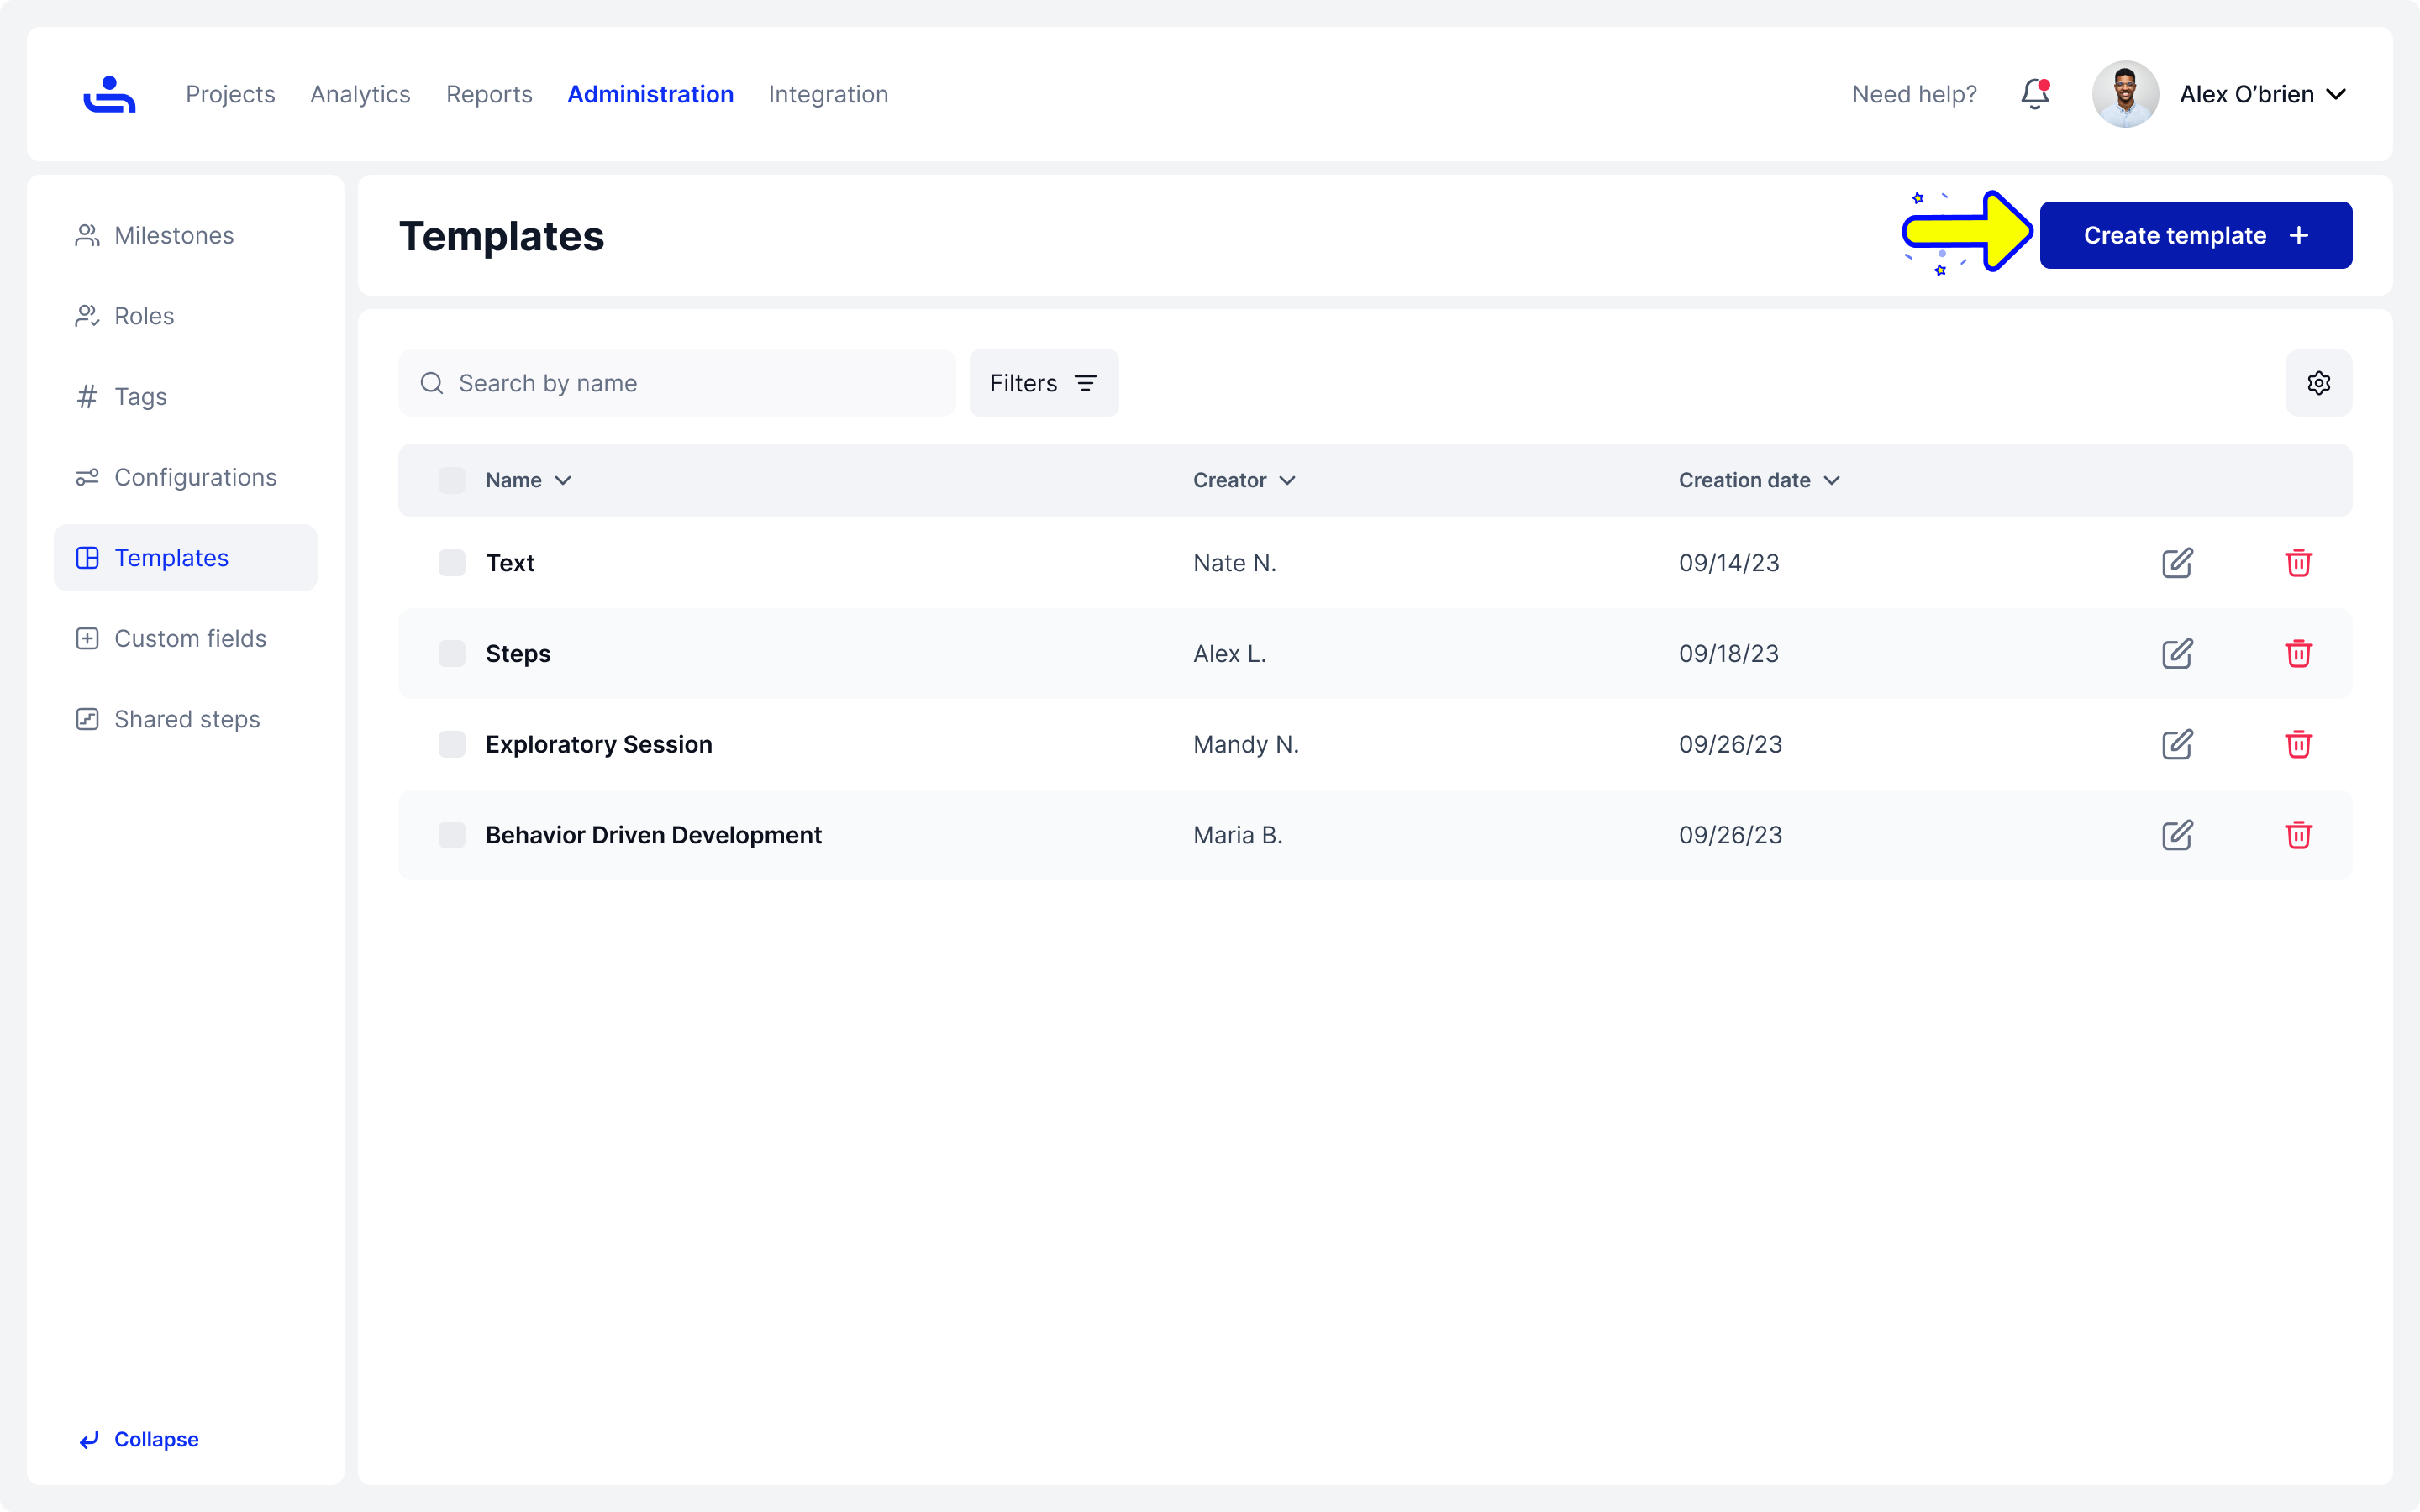 Projects Analytics Reports Administration Integration Need help? Alex O’brien
Milestones
Roles
Tags
Configurations
Templates
Custom fields
Shared steps
Collapse
Templates
Create template
Search by name
Filters
Name Creator Creation date
Text Nate N. 09/14/23
Steps Alex L. 09/18/23
Exploratory Session Mandy N. 09/26/23
Behavior Driven Development Maria B. 09/26/23